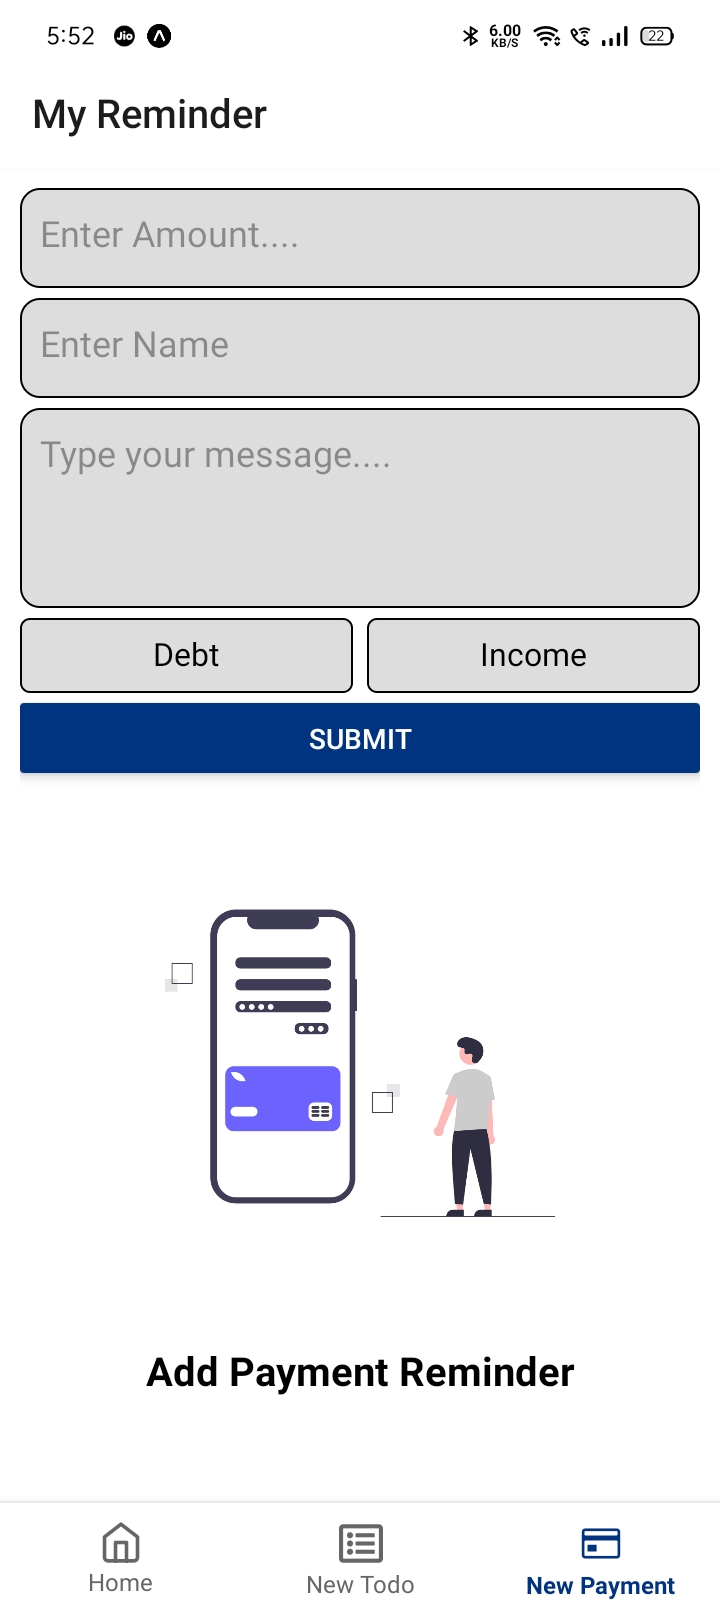 5:52 Jio 6.00 KB/S 22
My Reminder
Enter Amount....
Enter Name
Type your message....
Debt Income
SUBMIT
Add Payment Reminder
Home New Todo New Payment